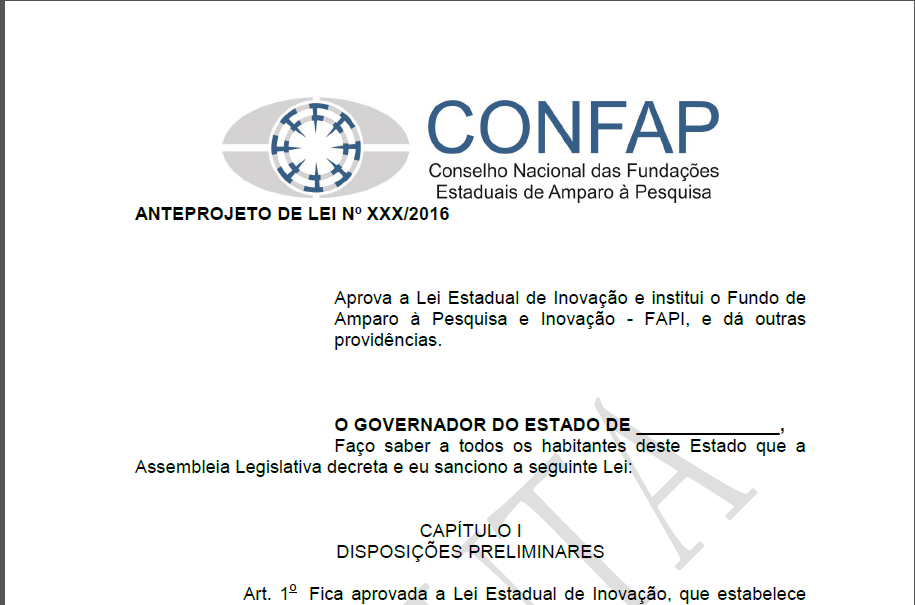 CONFAP
Conselho Nacional das Fundações
Estaduais de Amparo à Pesquisa
ANTEPROJETO DE LEI Nº XXX/2016
Aprova a Lei Estadual de Inovação e institui o Fundo de
Amparo à Pesquisa e Inovação - FAPI, e dá outras
providências.
O GOVERNADOR DO ESTADO DE _______________,
Faço saber a todos os habitantes deste Estado que a
Assembleia Legislativa decreta e eu sanciono a seguinte Lei:
CAPÍTULO I
DISPOSIÇÕES PRELIMINARES
Art. 1º Fica aprovada a Lei Estadual de Inovação, que estabelece